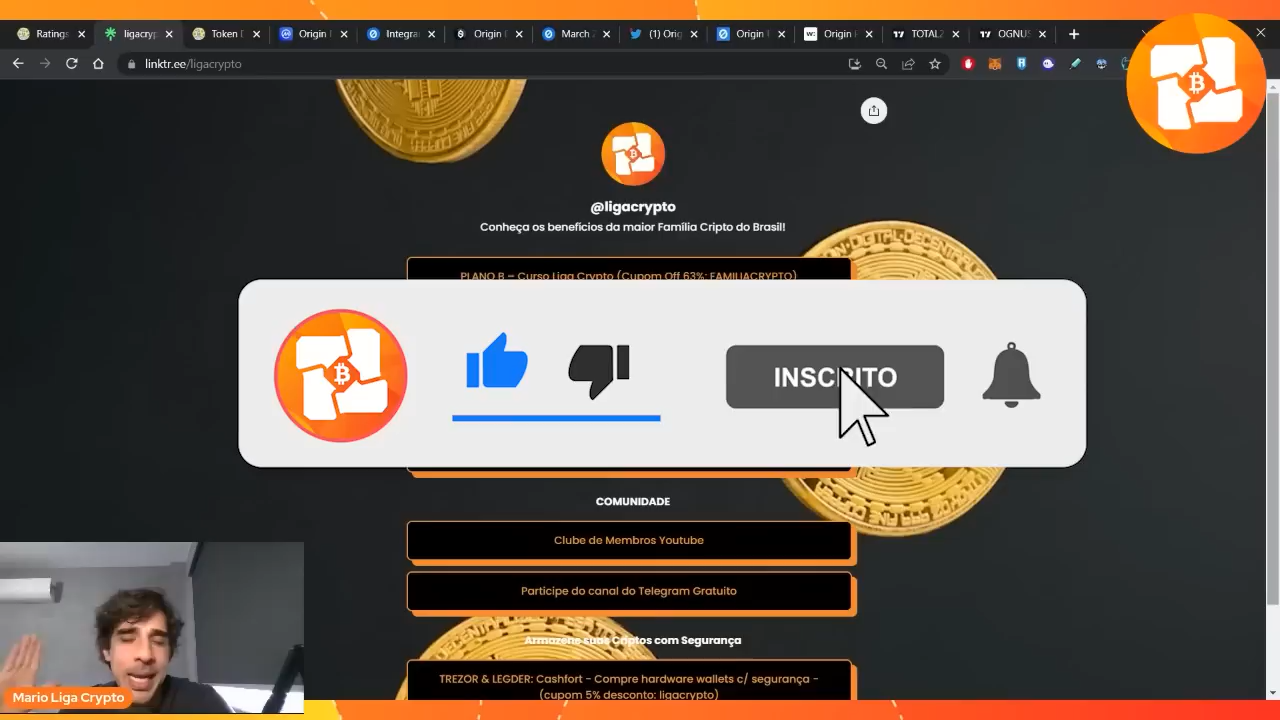 Ratings
ligacryp
Token D
Origin
Integra
Origin
March 2
(1) Orig
Origin
Origin
TOTAL2
OGNUS
linktr.ee/ligacrypto
@ligacrypto
Conheça os benefícios da maior Família Cripto do Brasil!
PLANO B – Curso Liga Crypto (Cupom Off 63%: FAMILIACRYPTO)
INSCRITO
COMUNIDADE
Clube de Membros Youtube
Participe do canal do Telegram Gratuito
Armazene suas Criptos com Segurança
TREZOR & LEGDER: Cashfort - Compre hardware wallets c/ segurança -
(cupom 5% desconto: ligacrypto)
Mario Liga Crypto